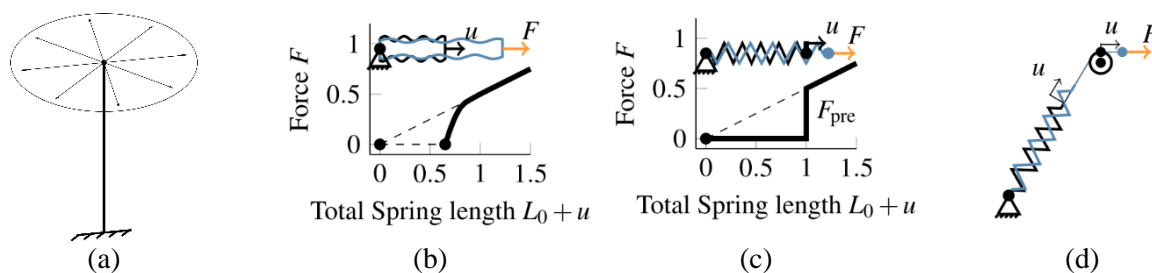 (a)
Force F
1
0.5
0
u
F
0
0.5
1
1.5
Total Spring length L₀ + u
(b)
Force F
1
0.5
0
u
F
F_pre
0
0.5
1
1.5
Total Spring length L₀ + u
(c)
u
F
u
(d)